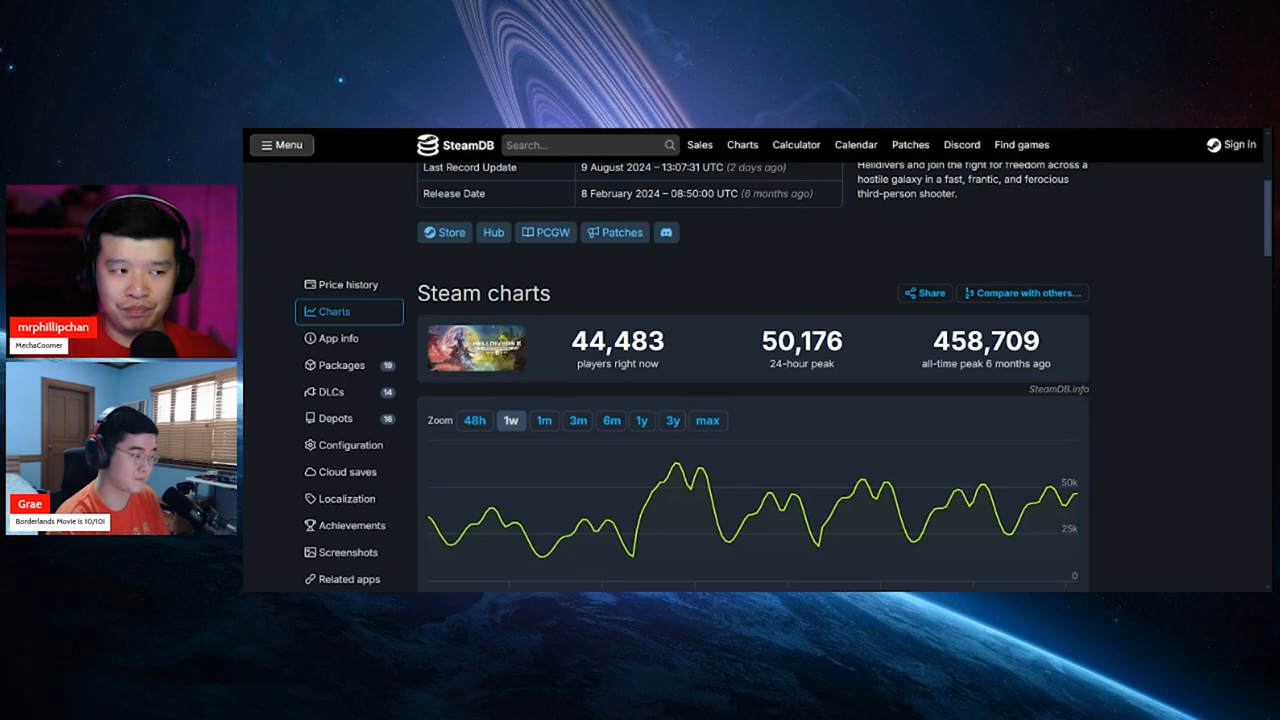 Menu
SteamDB
Search...
Sales
Charts
Calculator
Calendar
Patches
Discord
Find games
Sign in
Last Record Update
9 August 2024 – 13:07:31 UTC (2 days ago)
Release Date
8 February 2024 – 08:50:00 UTC (6 months ago)
Helldivers and join the fight for freedom across a
hostile galaxy in a fast, frantic, and ferocious
third-person shooter.
Store
Hub
PCGW
Patches
Price history
Charts
App info
Packages 19
DLCs 14
Depots 16
Configuration
Cloud saves
Localization
Achievements
Screenshots
Related apps
Steam charts
Share
Compare with others...
HELLDIVERS 2
44,483
players right now
50,176
24-hour peak
458,709
all-time peak 6 months ago
SteamDB.info
Zoom 48h 1w 1m 3m 6m 1y 3y max
50k
25k
0
mrphillipchan
MechaCoomer
Grae
Borderlands Movie is 10/10!